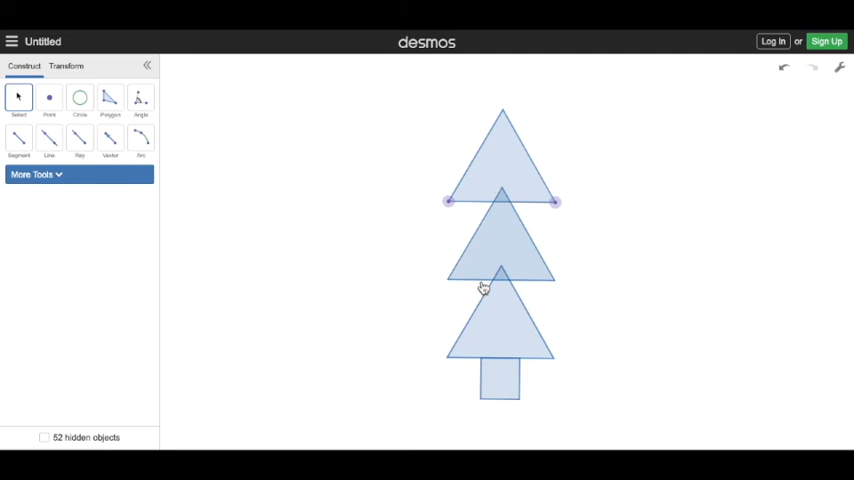 Untitled
desmos
Log In or Sign Up
Construct Transform
Select Point Circle Polygon Angle
Segment Line Ray Vector Arc
More Tools
52 hidden objects